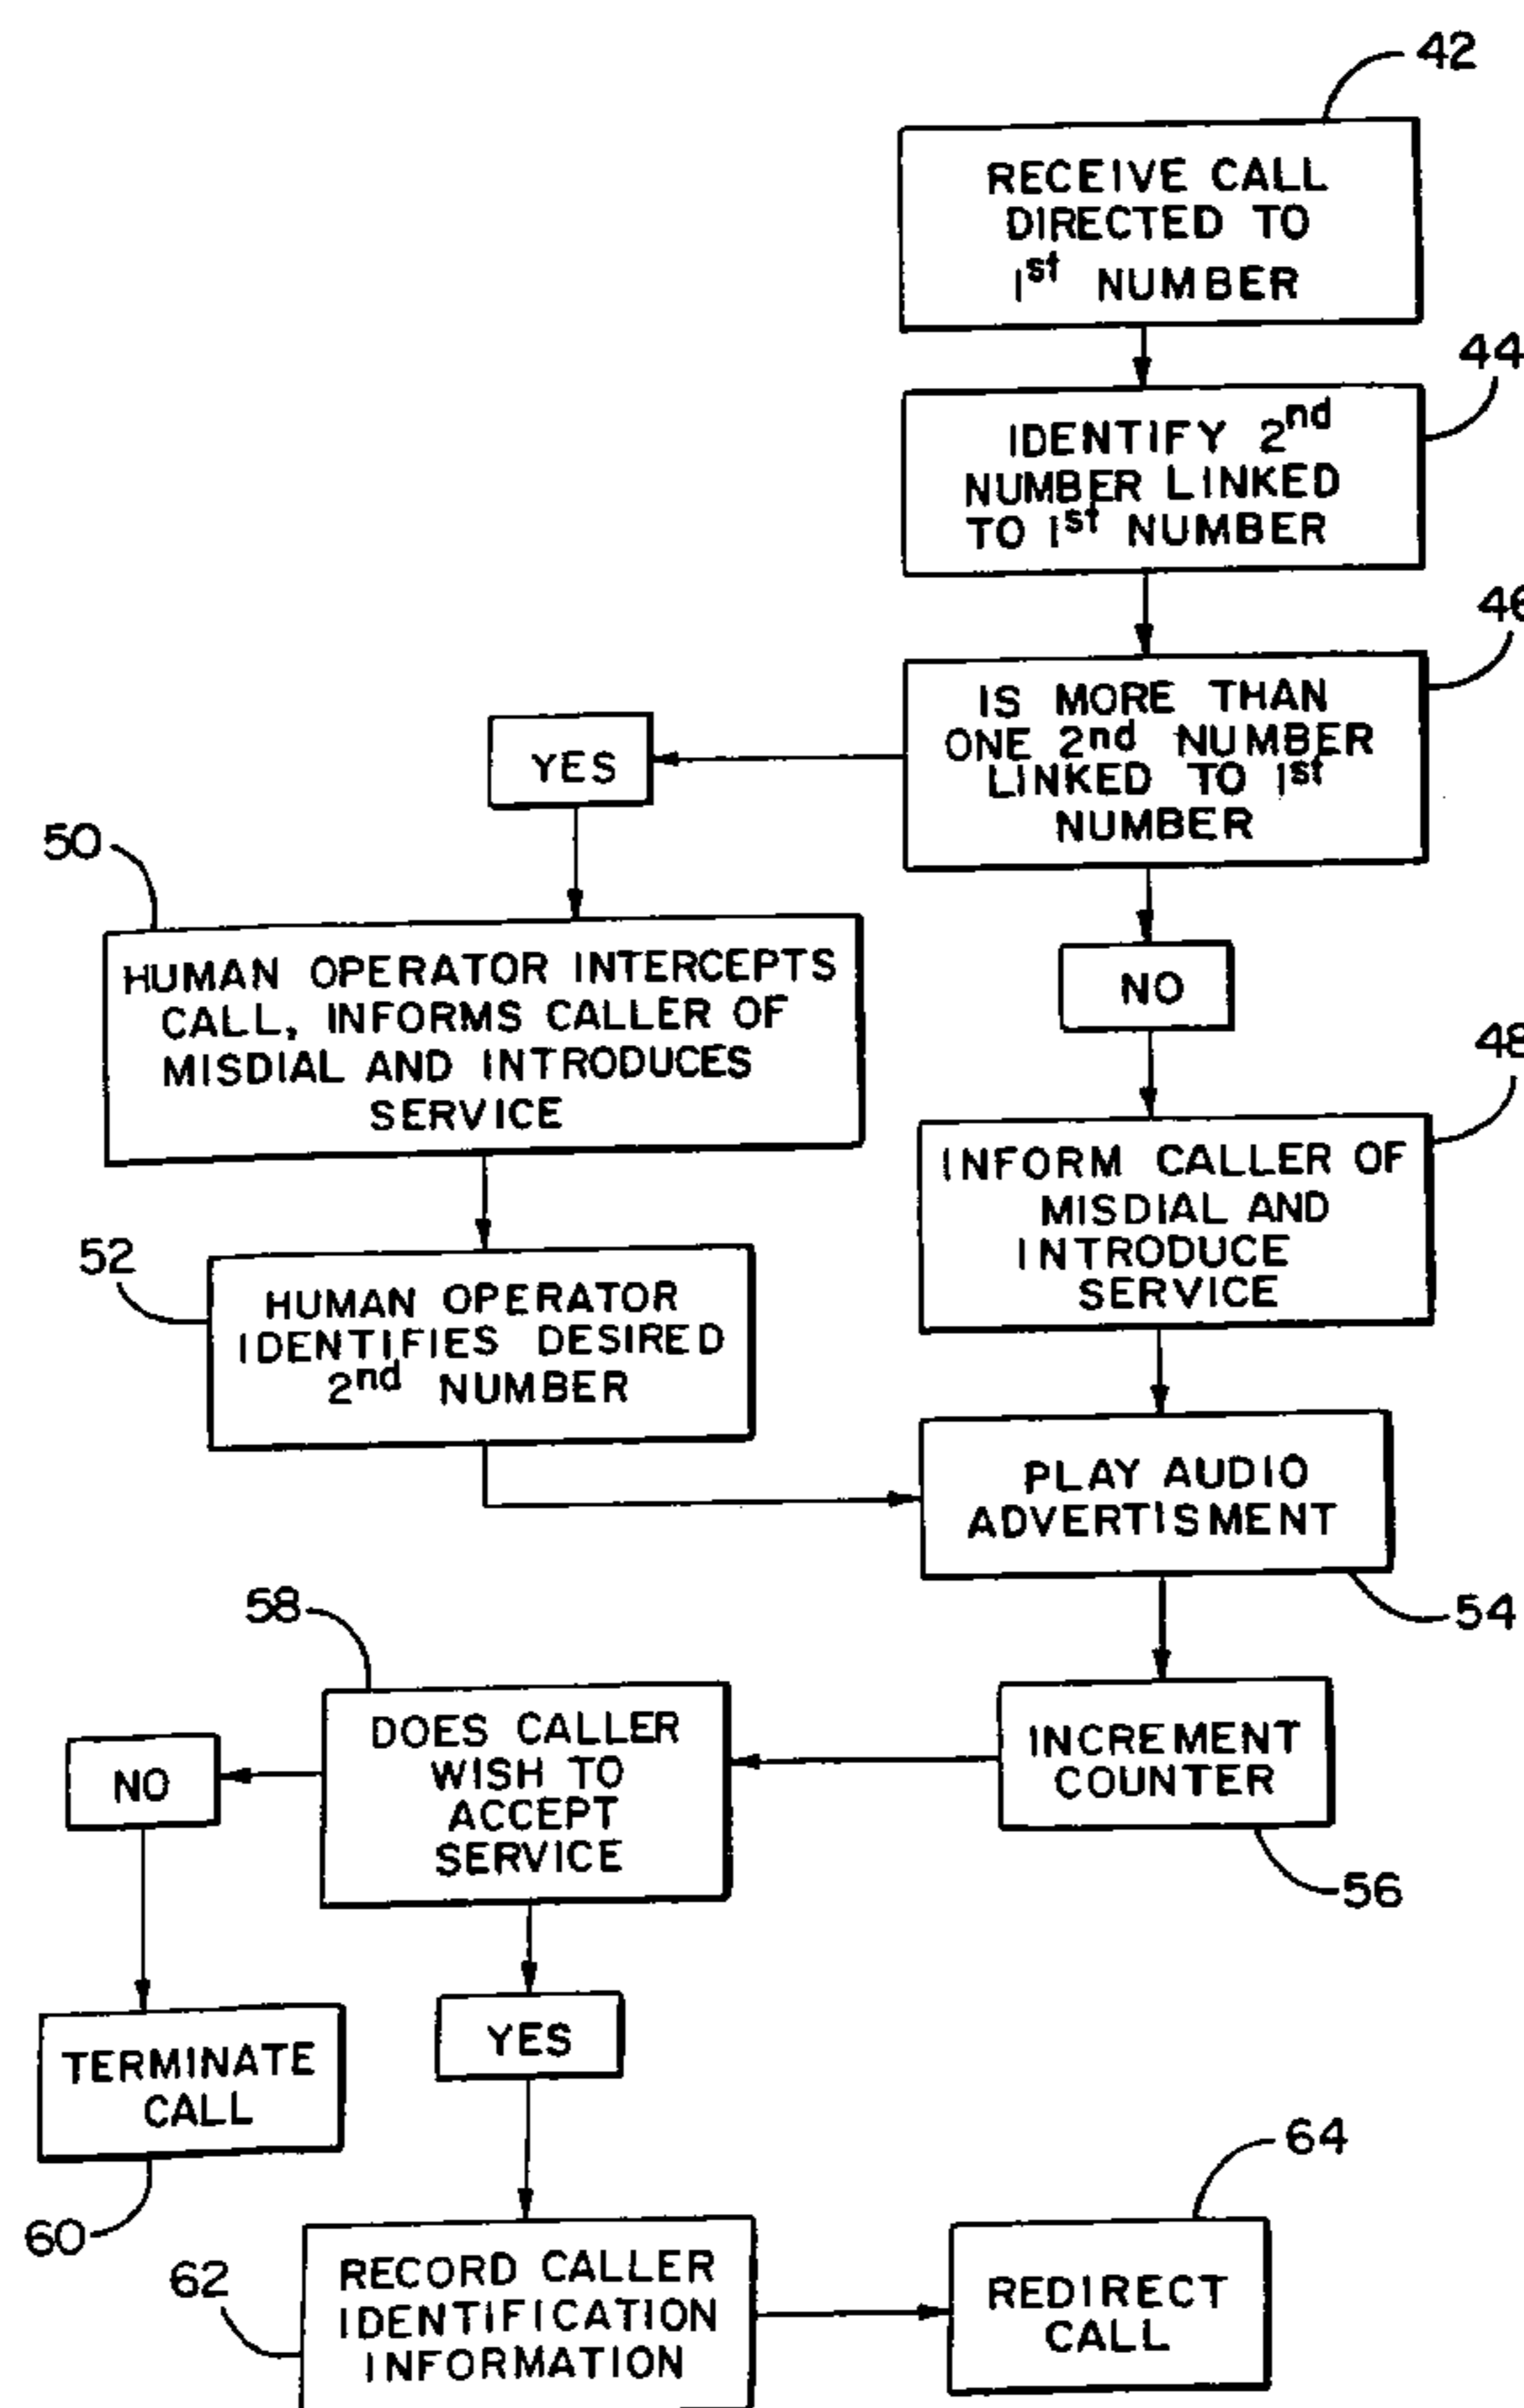 42
RECEIVE CALL
DIRECTED TO
1st NUMBER
44
IDENTIFY 2nd
NUMBER LINKED
TO 1st NUMBER
46
IS MORE THAN
ONE 2nd NUMBER
LINKED TO 1st
NUMBER
YES
NO
50
HUMAN OPERATOR INTERCEPTS
CALL, INFORMS CALLER OF
MISDIAL AND INTRODUCES
SERVICE
48
INFORM CALLER OF
MISDIAL AND
INTRODUCE
SERVICE
52
HUMAN OPERATOR
IDENTIFIES DESIRED
2nd NUMBER
PLAY AUDIO
ADVERTISMENT
54
58
DOES CALLER
WISH TO
ACCEPT
SERVICE
INCREMENT
COUNTER
56
NO
YES
TERMINATE
CALL
60
62
RECORD CALLER
IDENTIFICATION
INFORMATION
64
REDIRECT
CALL